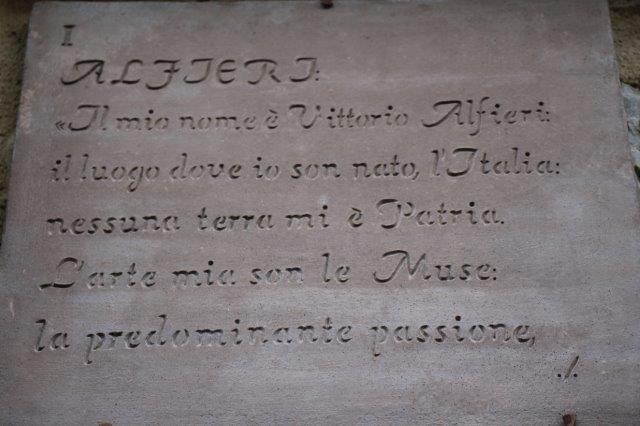 I
ALFIERI:
«Il mio nome è Vittorio Alfieri:
il luogo dove io son nato, l'Italia:
nessuna terra mi è Patria.
L'arte mia son le Muse:
la predominante passione,
./.